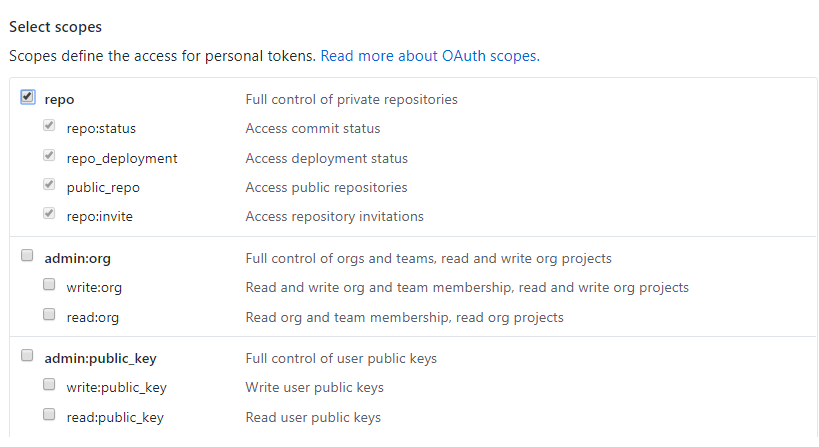 Select scopes
Scopes define the access for personal tokens. Read more about OAuth scopes.
repo Full control of private repositories
repo:status Access commit status
repo_deployment Access deployment status
public_repo Access public repositories
repo:invite Access repository invitations
admin:org Full control of orgs and teams, read and write org projects
write:org Read and write org and team membership, read and write org projects
read:org Read org and team membership, read org projects
admin:public_key Full control of user public keys
write:public_key Write user public keys
read:public_key Read user public keys